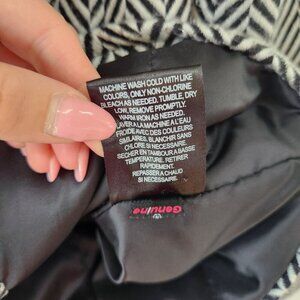 MACHINE WASH COLD WITH LIKE
COLORS, ONLY NON-CHLORINE
BLEACH AS NEEDED. TUMBLE, DRY
LOW, REMOVE PROMPTLY.
WARM IRON AS NEEDED.
LAVER A LA MACHINE A L'EAU
FROIDE AVEC DES COULEURS
SIMILAIRES. BLANCHIR SI NECESSAIRE.
SECHER EN TAMBOUR A BASSE
TEMPERATURE. RETIRER
RAPIDEMENT.
REPASSER A CHAUD
SI NECESSAIRE.
Genuine